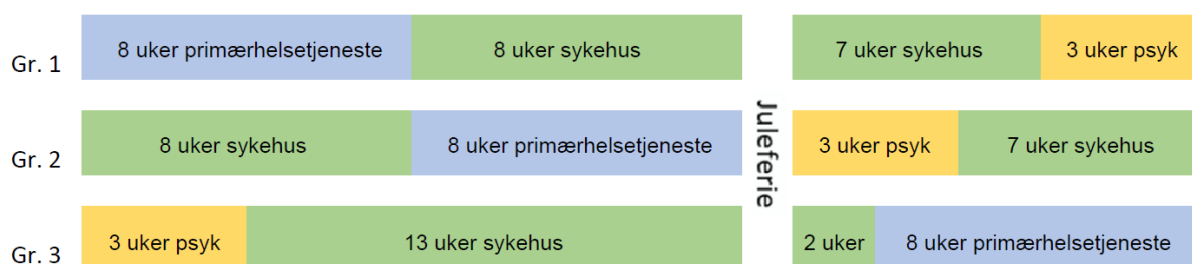 Gr. 1 8 uker primærhelsetjeneste 8 uker sykehus 7 uker sykehus 3 uker psyk
Gr. 2 8 uker sykehus 8 uker primærhelsetjeneste 3 uker psyk 7 uker sykehus
Gr. 3 3 uker psyk 13 uker sykehus 2 uker 8 uker primærhelsetjeneste
Juleferie